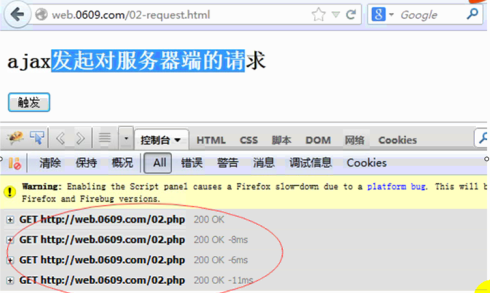 web.0609.com/02-request.html
Google
ajax发起对服务器端的请求
触发
控制台 HTML CSS 脚本 DOM 网络 Cookies
清除 保持 概况 All 错误 警告 消息 调试信息 Cookies
Warning: Enabling the Script panel causes a Firefox slow-down due to a platform bug. This will b
Firefox and Firebug versions.
GET http://web.0609.com/02.php 200 OK
GET http://web.0609.com/02.php 200 OK -8ms
GET http://web.0609.com/02.php 200 OK -6ms
GET http://web.0609.com/02.php 200 OK -11ms